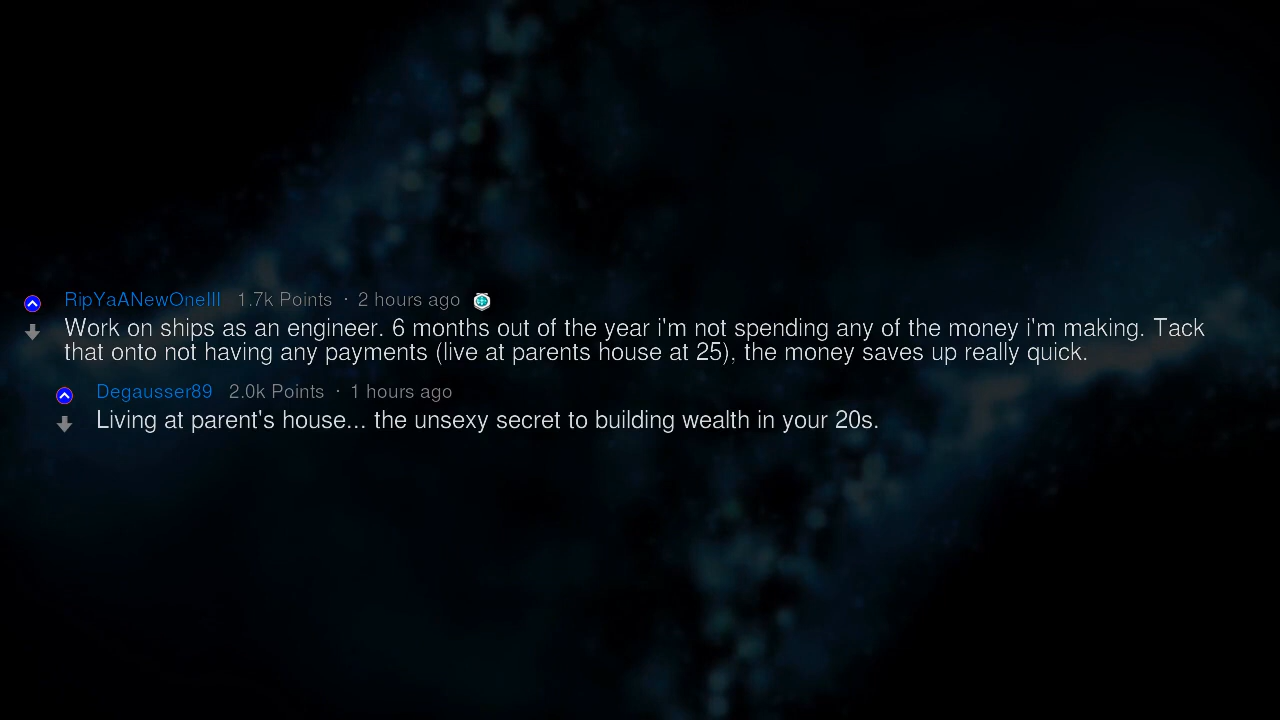 RipYaANewOneIII 1.7k Points · 2 hours ago
Work on ships as an engineer. 6 months out of the year i'm not spending any of the money i'm making. Tack
that onto not having any payments (live at parents house at 25), the money saves up really quick.
Degausser89 2.0k Points · 1 hours ago
Living at parent's house... the unsexy secret to building wealth in your 20s.